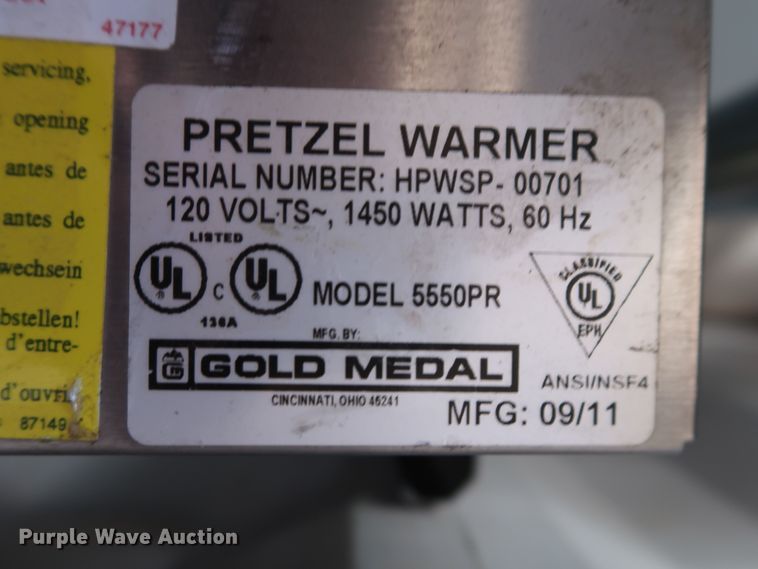 47177
servicing,
opening
antes de
antes de
wechsein
bstellen!
d'entre-
d'ouvri
87149
PRETZEL WARMER
SERIAL NUMBER: HPWSP- 00701
120 VOLTS~, 1450 WATTS, 60 Hz
LISTED
UL C UL
136A
MODEL 5550PR
CLASSIFIED
UL
EPH
MFG. BY:
GOLD MEDAL
ANSI/NSF4
CINCINNATI, OHIO 45241
MFG: 09/11
Purple Wave Auction